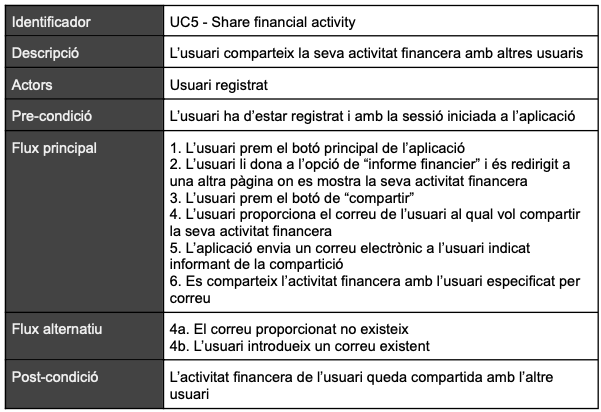 Identificador
UC5 - Share financial activity
Descripció
L’usuari comparteix la seva activitat financera amb altres usuaris
Actors
Usuari registrat
Pre-condició
L’usuari ha d’estar registrat i amb la sessió iniciada a l’aplicació
Flux principal
1. L’usuari prem el botó principal de l’aplicació
2. L’usuari li dona a l’opció de “informe financier” i és redirigit a
una altra pàgina on es mostra la seva activitat financera
3. L’usuari prem el botó de “compartir”
4. L’usuari proporciona el correu de l’usuari al qual vol compartir
la seva activitat financera
5. L’aplicació envia un correu electrònic a l’usuari indicat
informant de la compartició
6. Es comparteix l’activitat financera amb l’usuari especificat per
correu
Flux alternatiu
4a. El correu proporcionat no existeix
4b. L’usuari introdueix un correu existent
Post-condició
L’activitat financera de l’usuari queda compartida amb l’altre
usuari